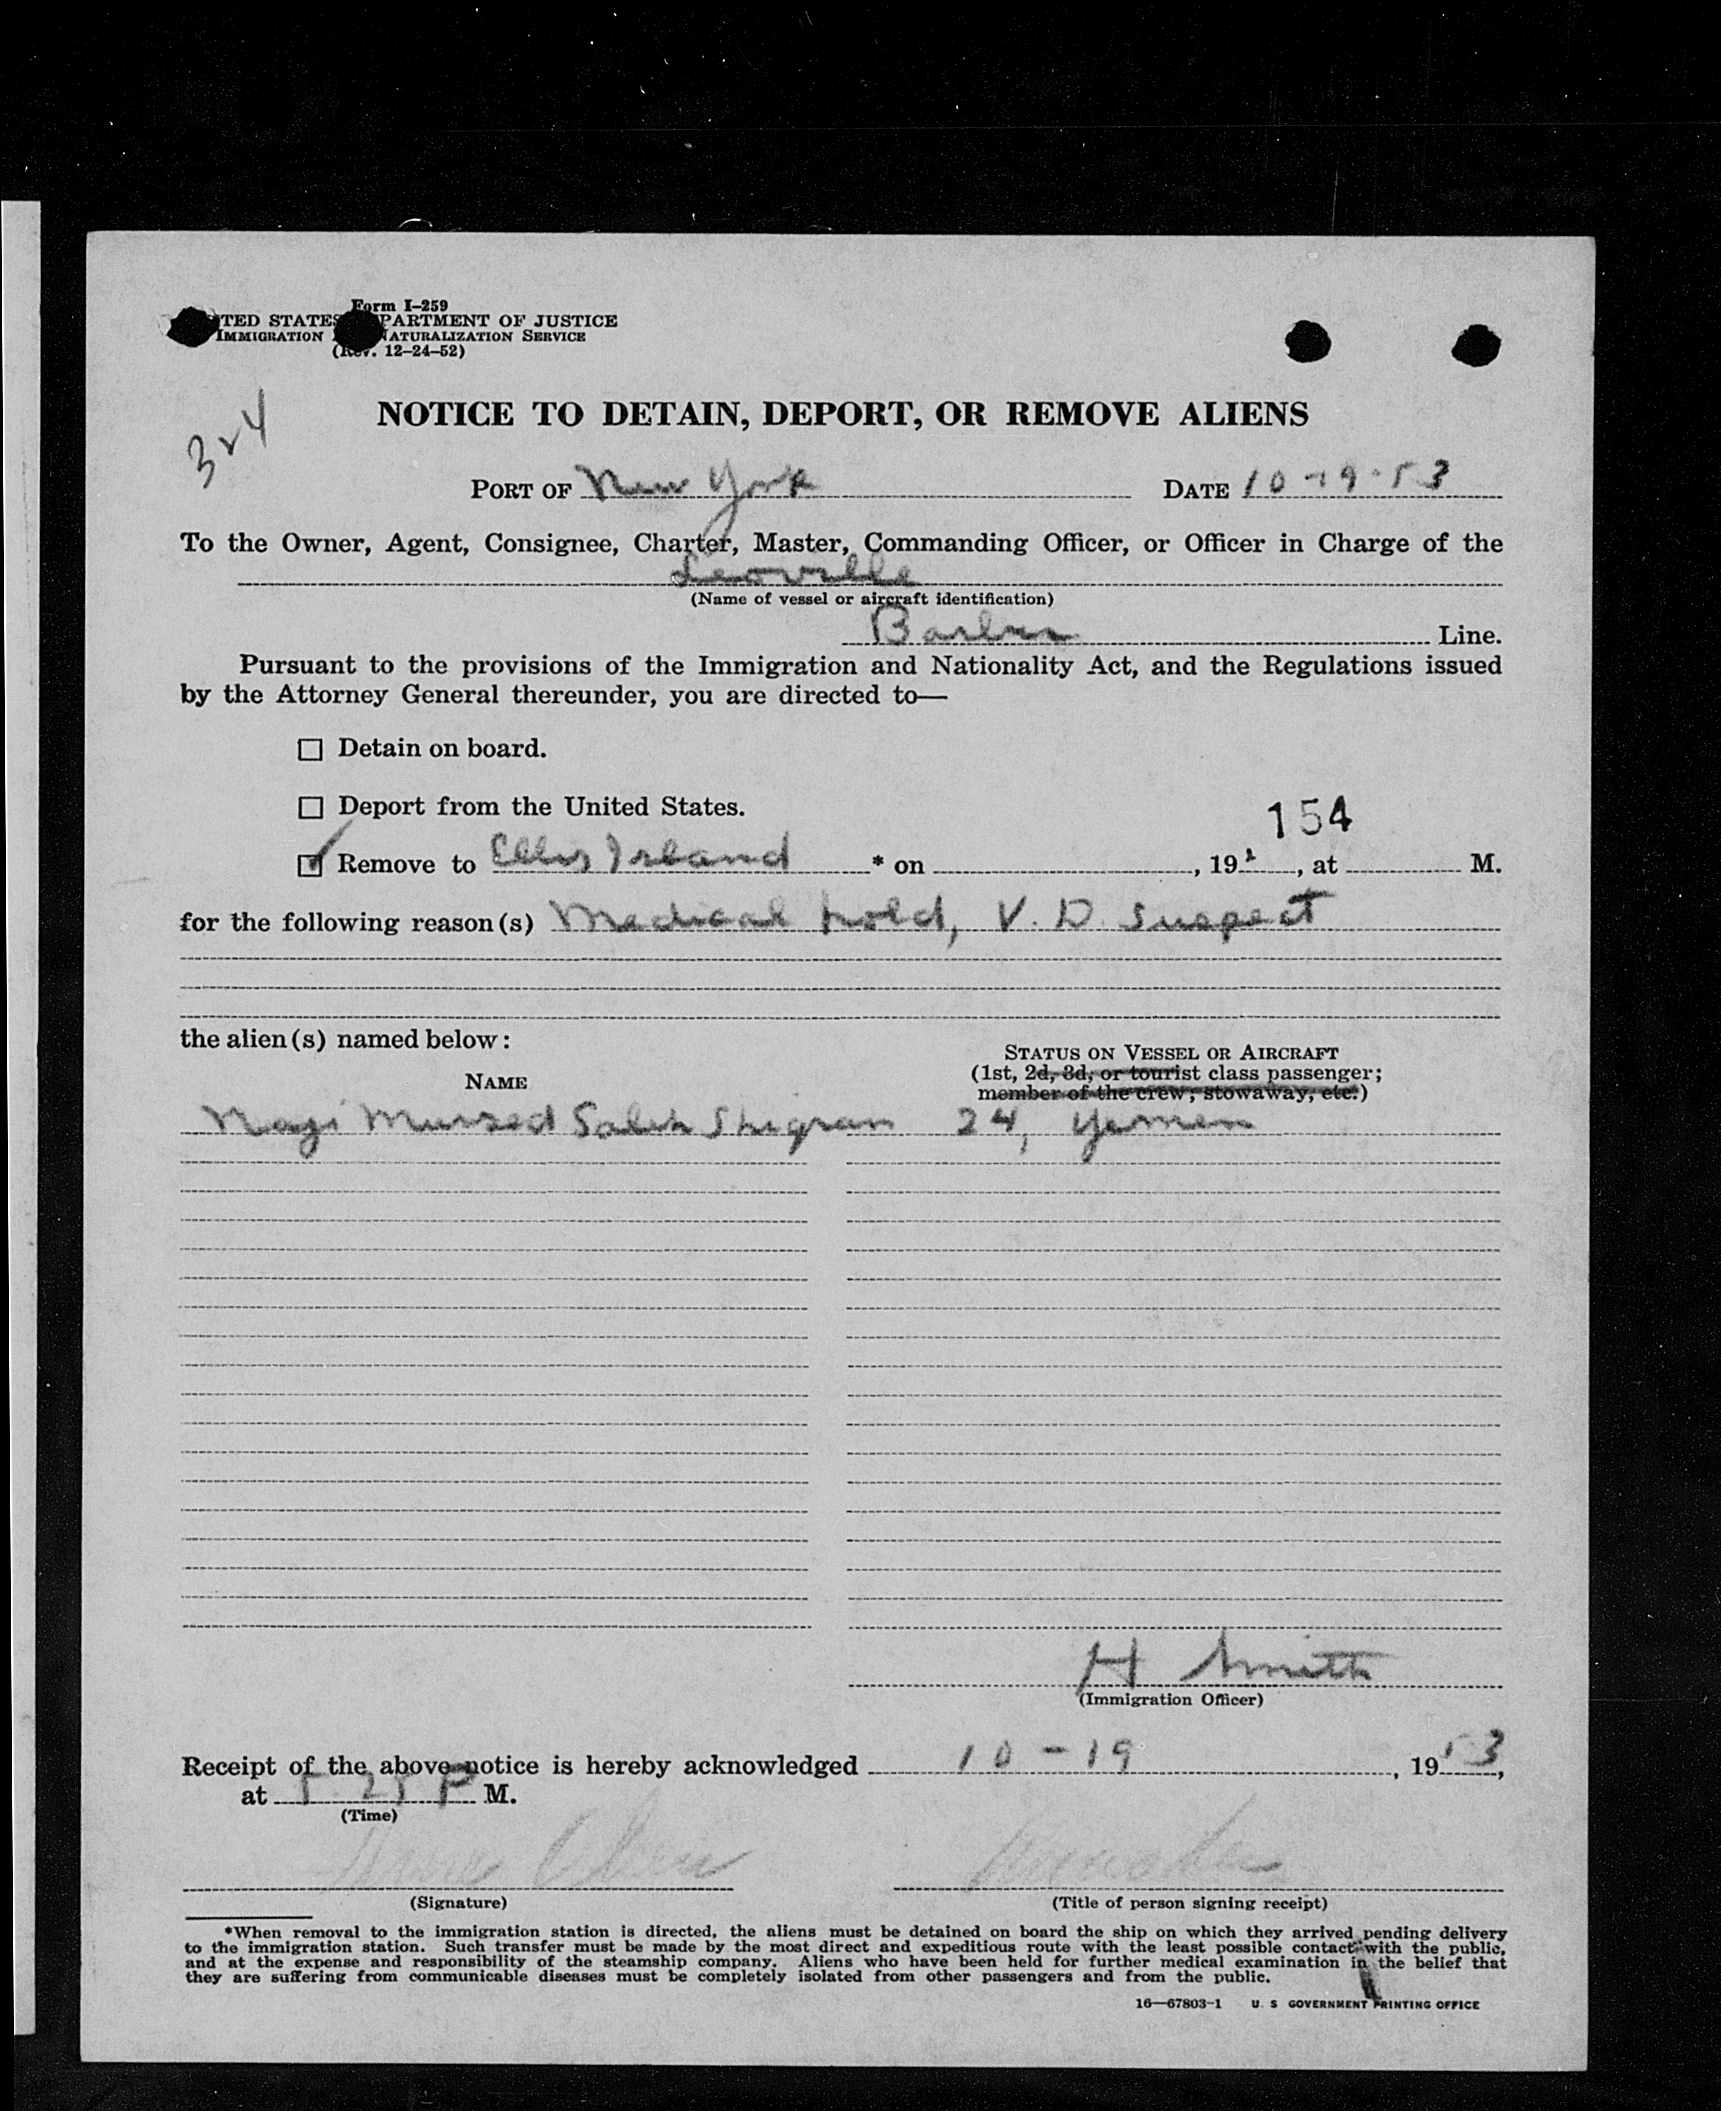 Form I-259
TED STATES PARTMENT OF JUSTICE
IMMIGRATION NATURALIZATION SERVICE
(Rev. 12-24-52)
324
NOTICE TO DETAIN, DEPORT, OR REMOVE ALIENS
PORT OF New York DATE 10-19-53
To the Owner, Agent, Consignee, Charter, Master, Commanding Officer, or Officer in Charge of the
Leoville
(Name of vessel or aircraft identification)
Barber Line.
Pursuant to the provisions of the Immigration and Nationality Act, and the Regulations issued
by the Attorney General thereunder, you are directed to—
Detain on board.
Deport from the United States.
154
Remove to Ellis Island * on , 19 , at M.
for the following reason(s) Medical hold, V. D. Suspect
the alien(s) named below:
STATUS ON VESSEL OR AIRCRAFT
NAME (1st, 2d, 3d, or tourist class passenger;
member of the crew; stowaway, etc.)
Nagi Mursed Saleh Shigran 24, Yemen
H Smith
(Immigration Officer)
Receipt of the above notice is hereby acknowledged 10-19, 1953,
at 5 25 P M.
(Time)
(Signature) (Title of person signing receipt)
*When removal to the immigration station is directed, the aliens must be detained on board the ship on which they arrived pending delivery
to the immigration station. Such transfer must be made by the most direct and expeditious route with the least possible contact with the public,
and at the expense and responsibility of the steamship company. Aliens who have been held for further medical examination in the belief that
they are suffering from communicable diseases must be completely isolated from other passengers and from the public.
16—67803-1 U. S GOVERNMENT PRINTING OFFICE